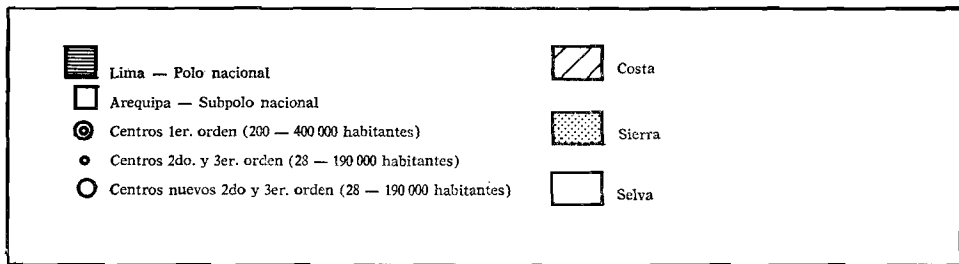 Lima — Polo nacional
Arequipa — Subpolo nacional
Centros 1er. orden (200 — 400 000 habitantes)
Centros 2do. y 3er. orden (28 — 190 000 habitantes)
Centros nuevos 2do y 3er. orden (28 — 190 000 habitantes)
Costa
Sierra
Selva